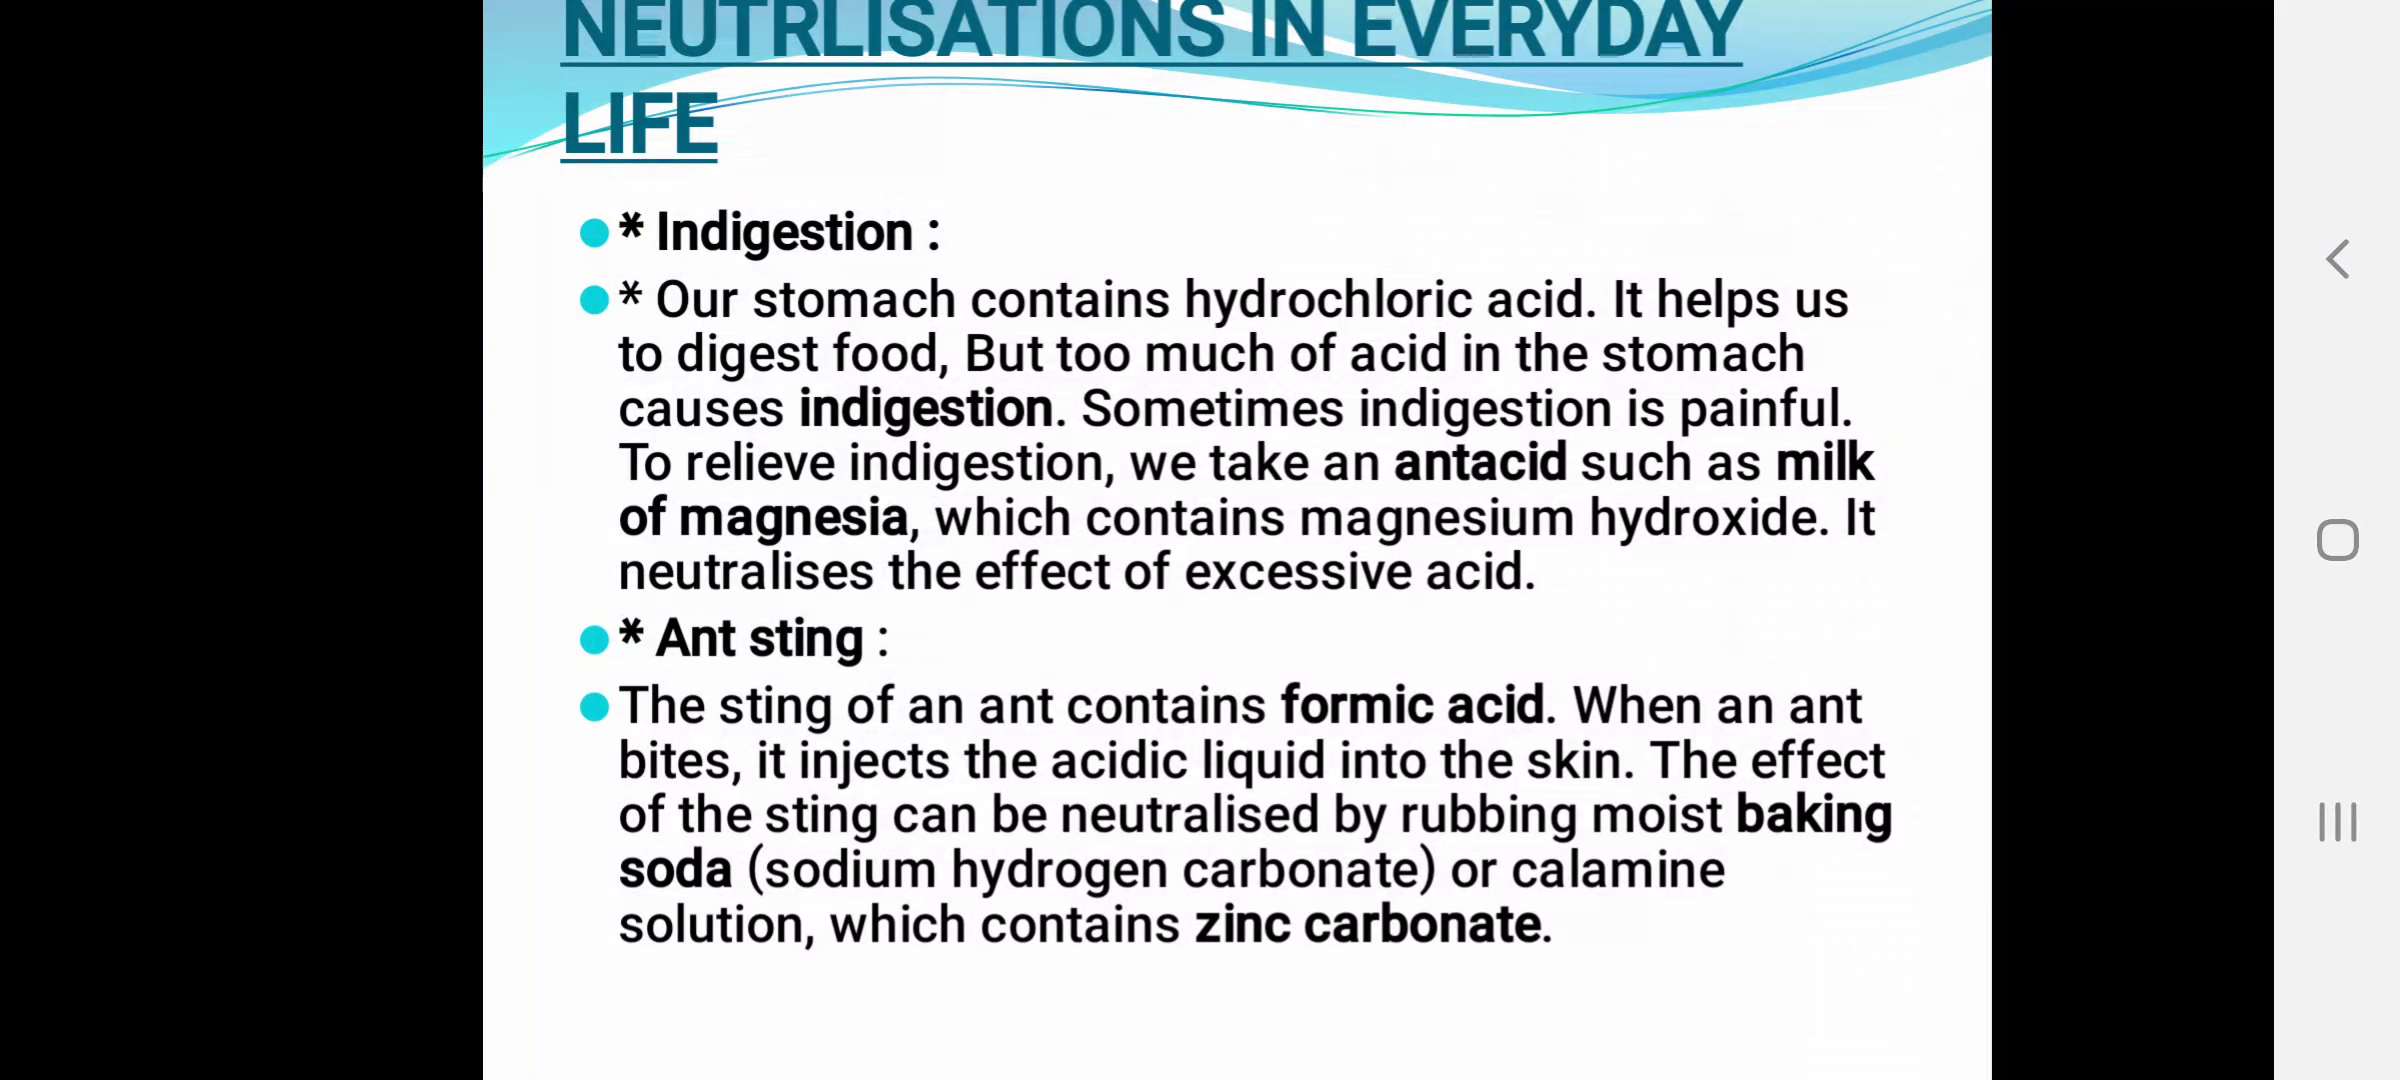 NEUTRLISATIONS IN EVERYDAY
LIFE
* Indigestion :
* Our stomach contains hydrochloric acid. It helps us
to digest food, But too much of acid in the stomach
causes indigestion. Sometimes indigestion is painful.
To relieve indigestion, we take an antacid such as milk
of magnesia, which contains magnesium hydroxide. It
neutralises the effect of excessive acid.
* Ant sting :
The sting of an ant contains formic acid. When an ant
bites, it injects the acidic liquid into the skin. The effect
of the sting can be neutralised by rubbing moist baking
soda (sodium hydrogen carbonate) or calamine
solution, which contains zinc carbonate.